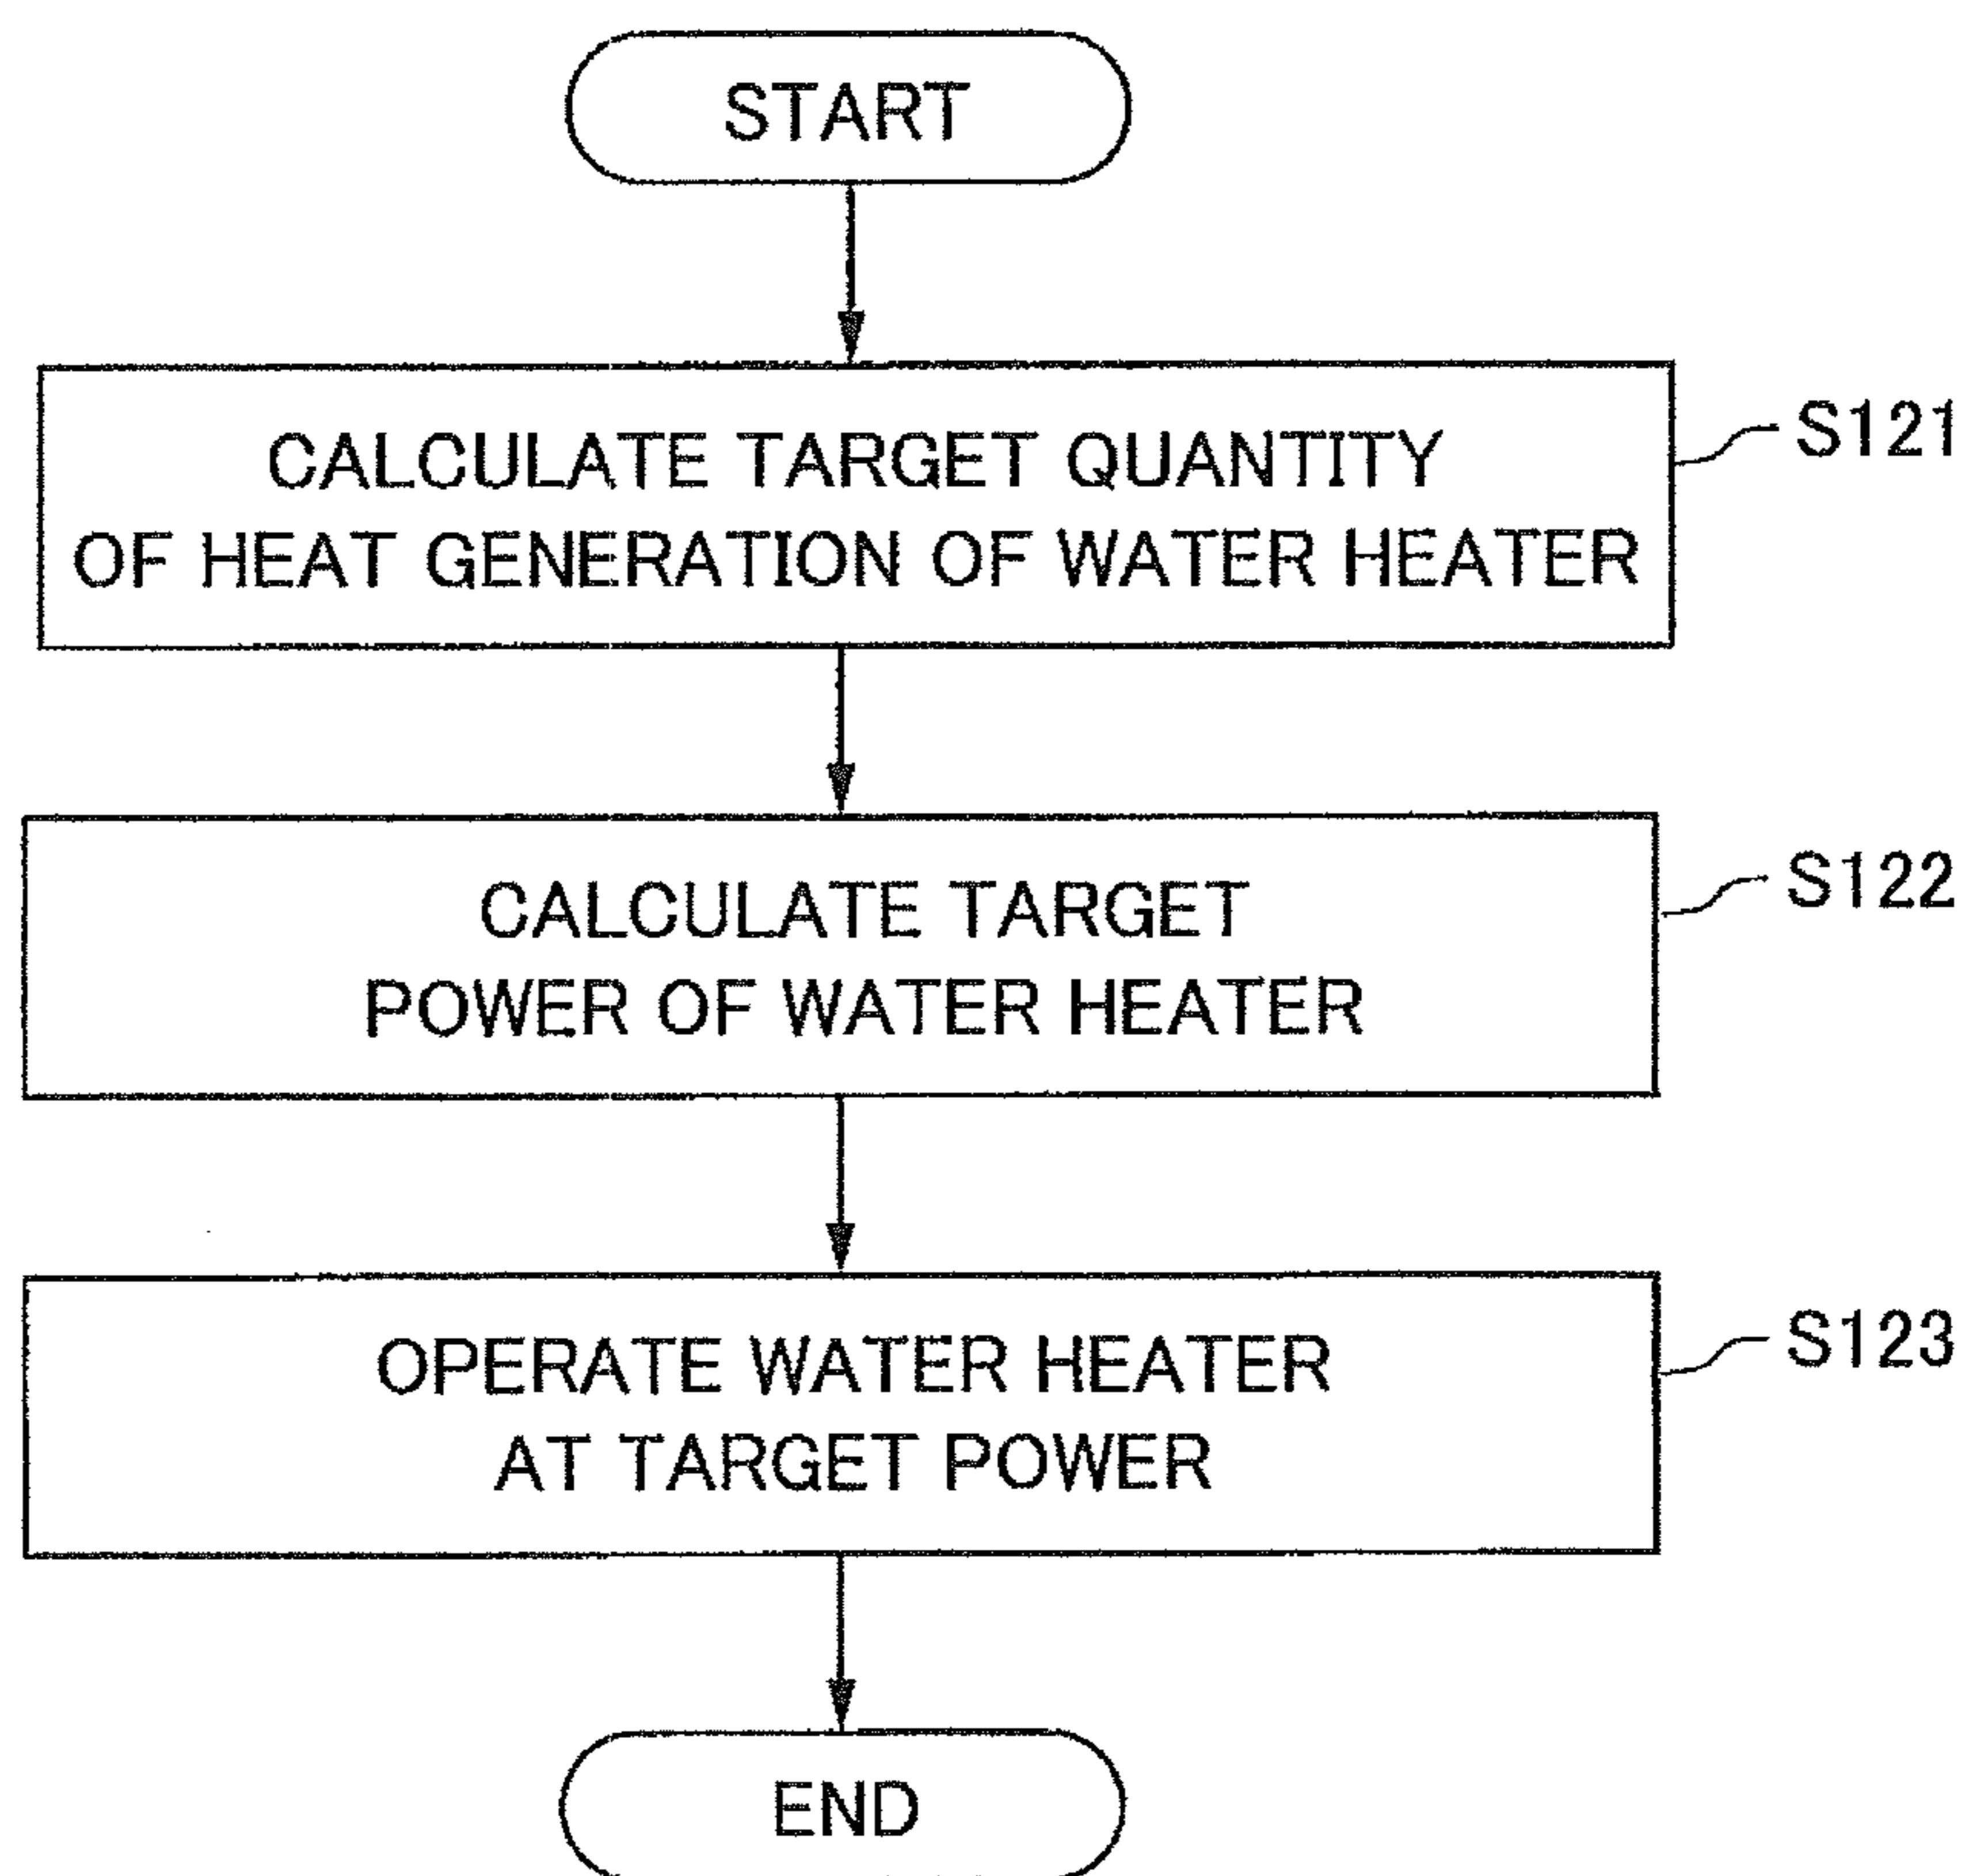 START
CALCULATE TARGET QUANTITY
OF HEAT GENERATION OF WATER HEATER
S121
CALCULATE TARGET
POWER OF WATER HEATER
S122
OPERATE WATER HEATER
AT TARGET POWER
S123
END